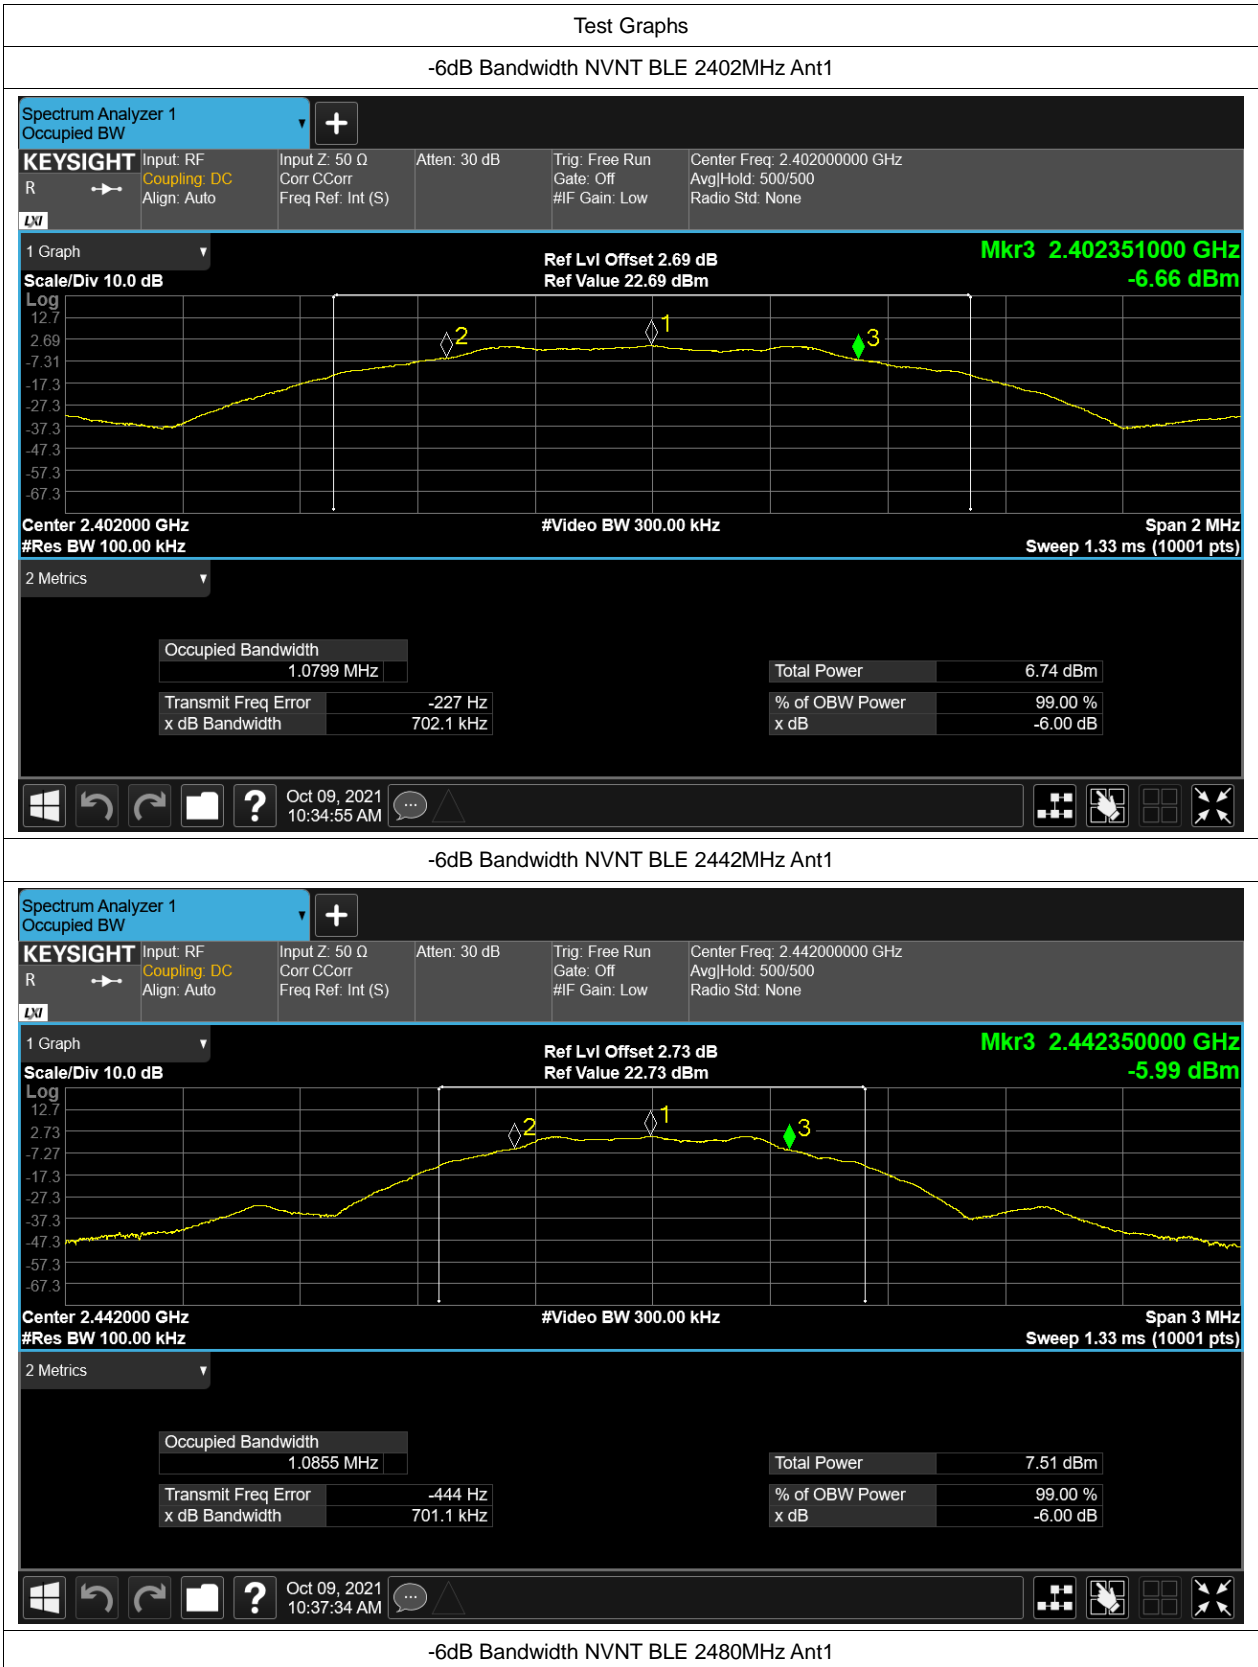 Test Graphs
-6dB Bandwidth NVNT BLE 2402MHz Ant1
Spectrum Analyzer 1
Occupied BW
KEYSIGHT
R
LXI
Input: RF
Coupling: DC
Align: Auto
Input Z: 50 Ω
Corr CCorr
Freq Ref: Int (S)
Atten: 30 dB
Trig: Free Run
Gate: Off
#IF Gain: Low
Center Freq: 2.402000000 GHz
Avg|Hold: 500/500
Radio Std: None
1 Graph
Scale/Div 10.0 dB
Ref Lvl Offset 2.69 dB
Ref Value 22.69 dBm
Mkr3 2.402351000 GHz
-6.66 dBm
Log
12.7
2.69
-7.31
-17.3
-27.3
-37.3
-47.3
-57.3
-67.3
2
1
3
Center 2.402000 GHz
#Res BW 100.00 kHz
#Video BW 300.00 kHz
Span 2 MHz
Sweep 1.33 ms (10001 pts)
2 Metrics
Occupied Bandwidth
1.0799 MHz
Transmit Freq Error -227 Hz
x dB Bandwidth 702.1 kHz
Total Power 6.74 dBm
% of OBW Power 99.00 %
x dB -6.00 dB
?
Oct 09, 2021
10:34:55 AM
-6dB Bandwidth NVNT BLE 2442MHz Ant1
Spectrum Analyzer 1
Occupied BW
KEYSIGHT
R
LXI
Input: RF
Coupling: DC
Align: Auto
Input Z: 50 Ω
Corr CCorr
Freq Ref: Int (S)
Atten: 30 dB
Trig: Free Run
Gate: Off
#IF Gain: Low
Center Freq: 2.442000000 GHz
Avg|Hold: 500/500
Radio Std: None
1 Graph
Scale/Div 10.0 dB
Ref Lvl Offset 2.73 dB
Ref Value 22.73 dBm
Mkr3 2.442350000 GHz
-5.99 dBm
Log
12.7
2.73
-7.27
-17.3
-27.3
-37.3
-47.3
-57.3
-67.3
2
1
3
Center 2.442000 GHz
#Res BW 100.00 kHz
#Video BW 300.00 kHz
Span 3 MHz
Sweep 1.33 ms (10001 pts)
2 Metrics
Occupied Bandwidth
1.0855 MHz
Transmit Freq Error -444 Hz
x dB Bandwidth 701.1 kHz
Total Power 7.51 dBm
% of OBW Power 99.00 %
x dB -6.00 dB
?
Oct 09, 2021
10:37:34 AM
-6dB Bandwidth NVNT BLE 2480MHz Ant1